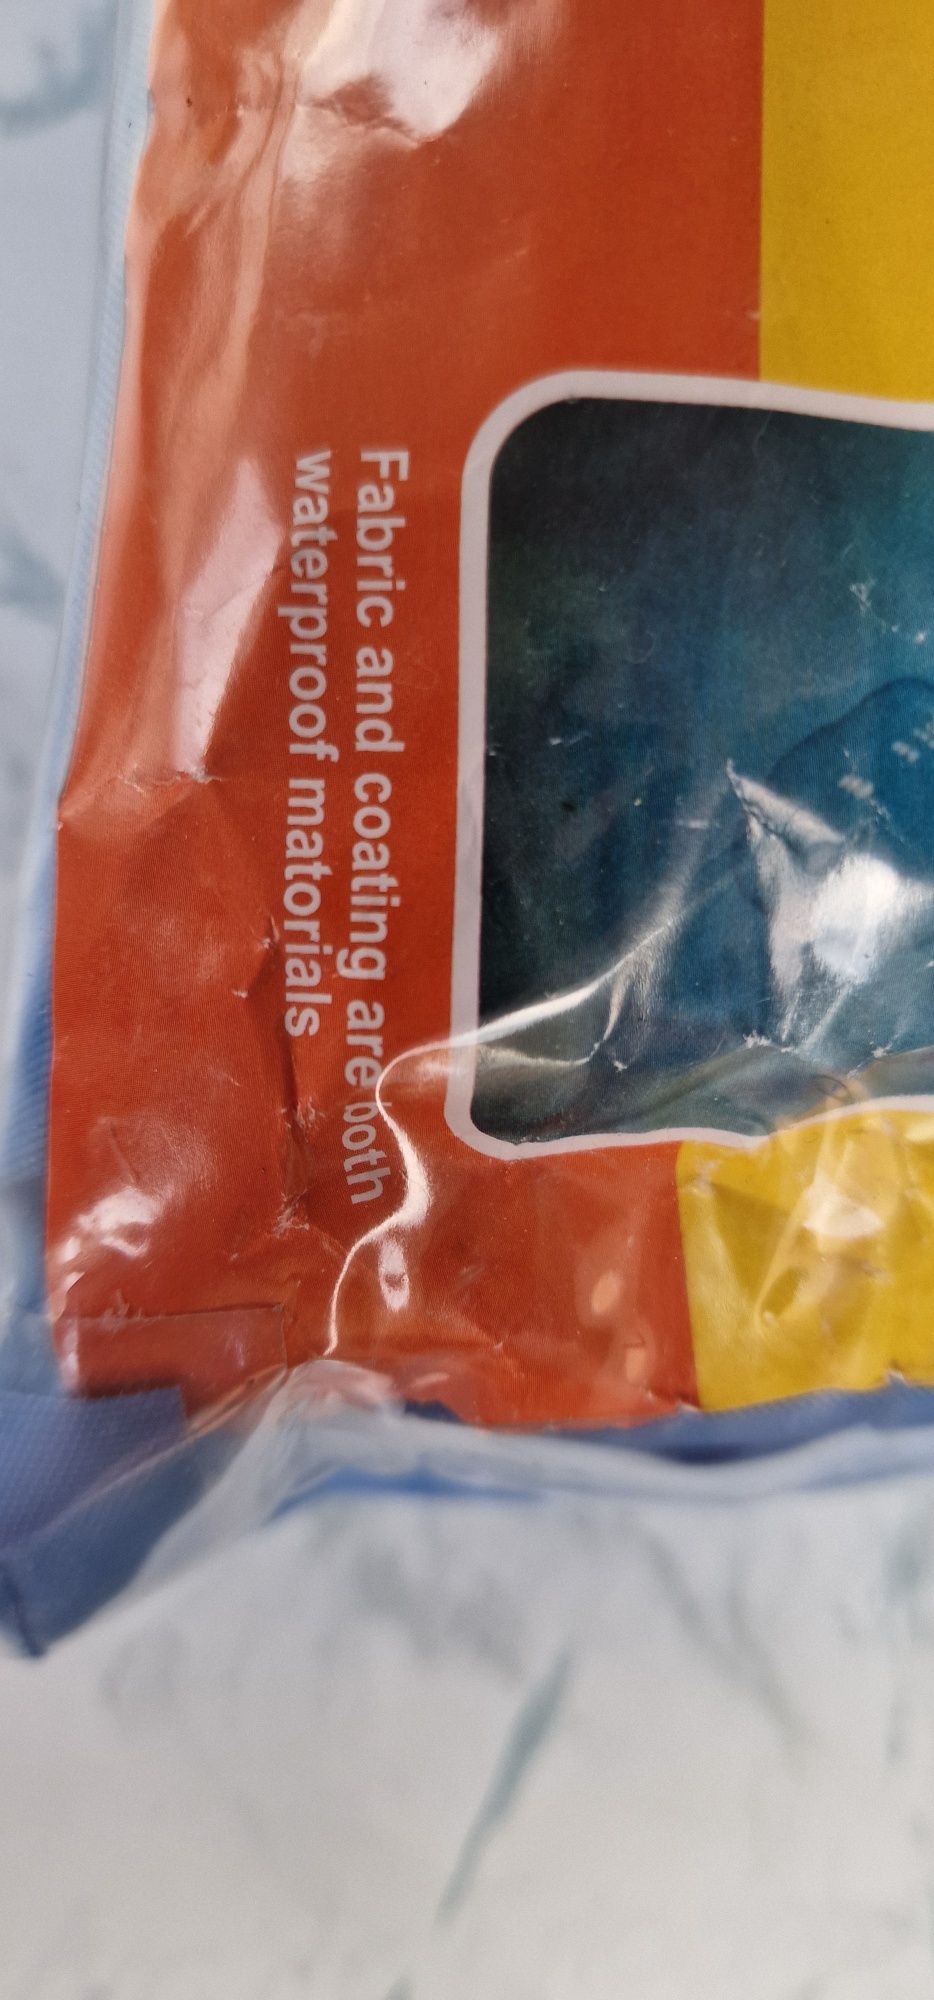 Fabric and coating are both
waterproof matorials